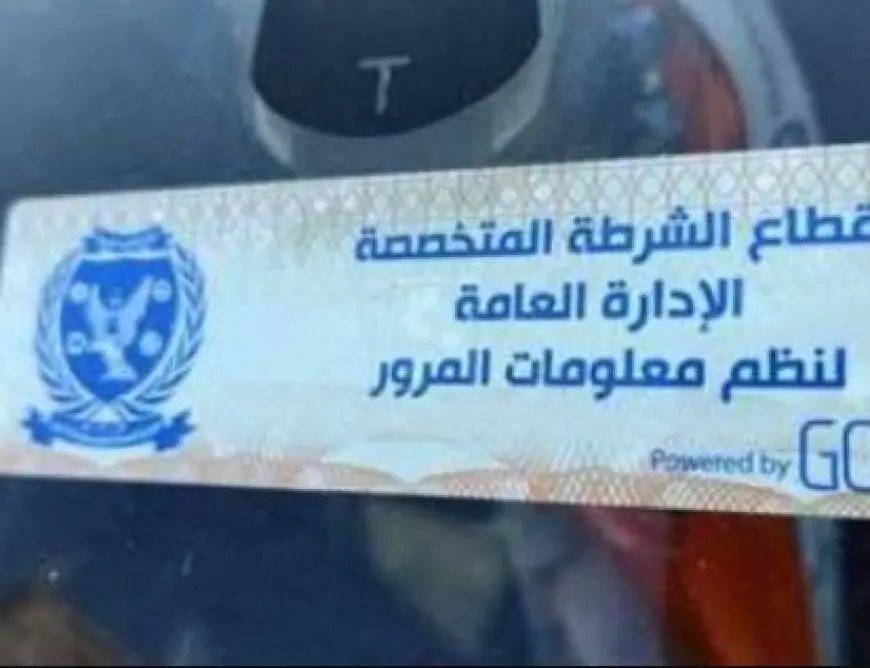 T
قطاع الشرطة المتخصصة
الإدارة العامة
لنظم معلومات المرور
Powered by